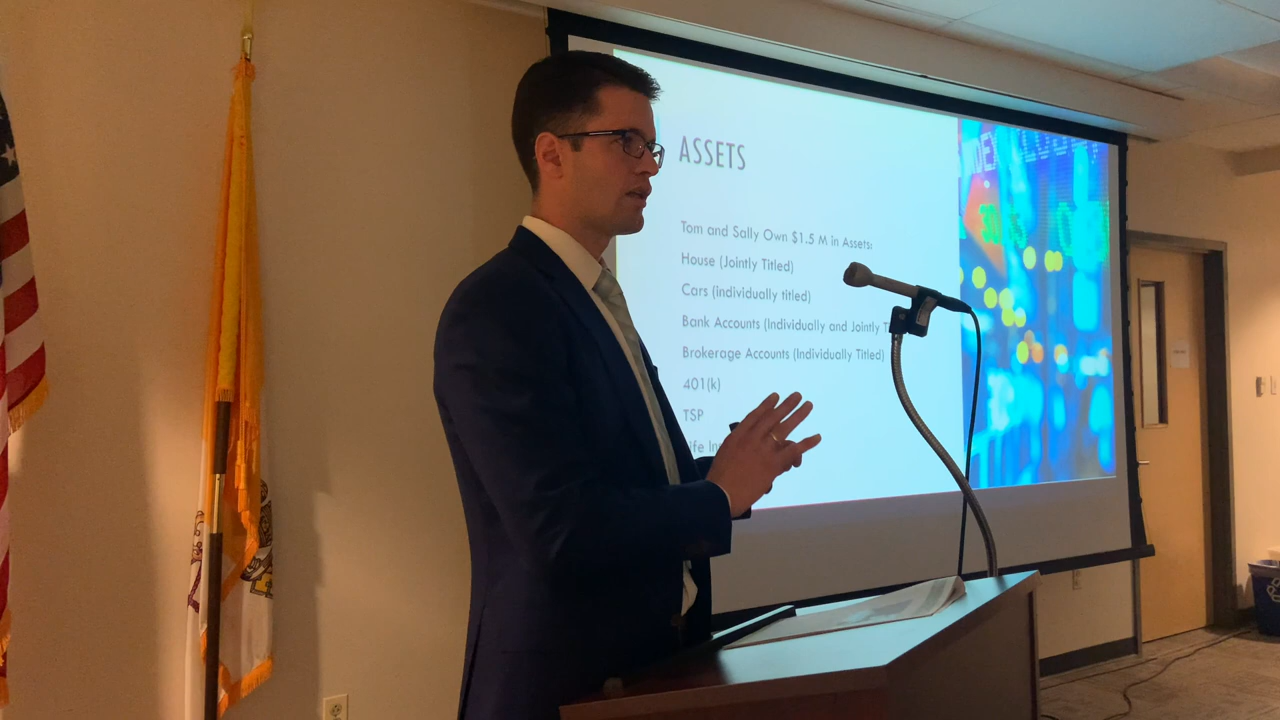 ASSETS
Tom and Sally Own $1.5 M in Assets:
House (Jointly Titled)
Cars (individually titled)
Bank Accounts (Individually and Jointly T
Brokerage Accounts (Individually Titled)
401(k)
TSP